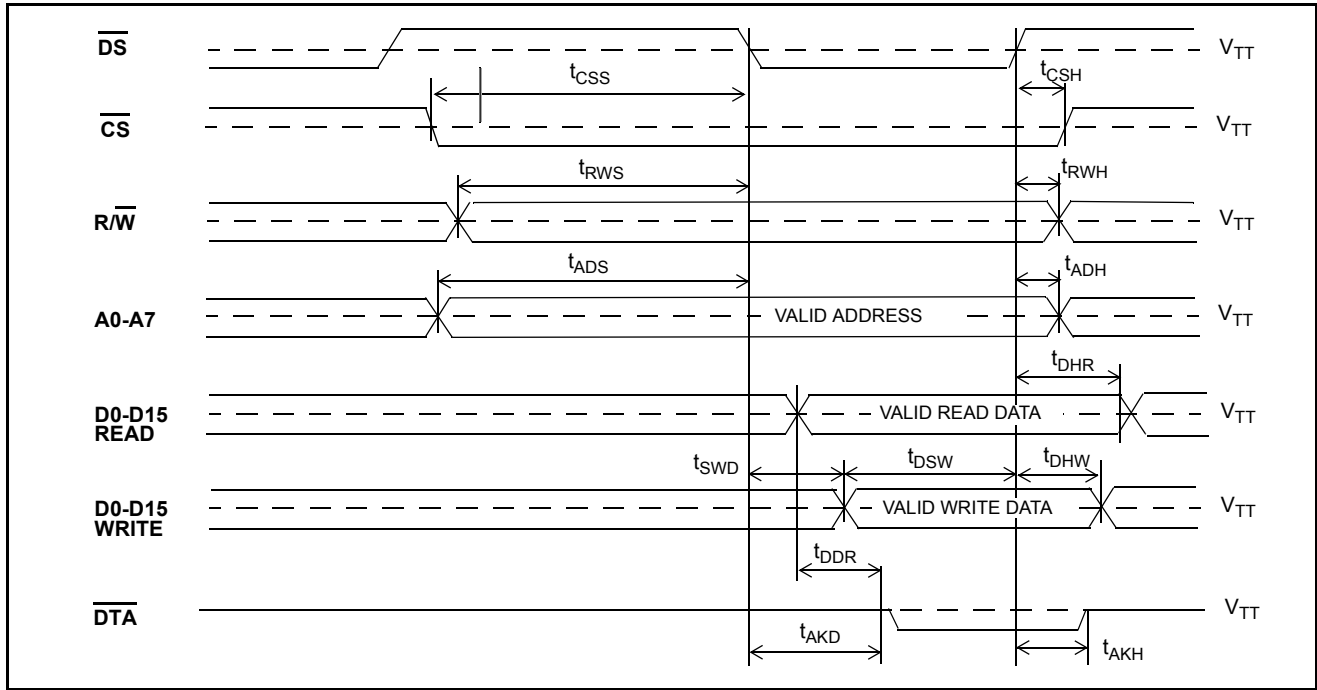 DS
VTT
tCSS
tCSH
CS
VTT
tRWS
tRWH
R/W
VTT
tADS
tADH
A0-A7
VALID ADDRESS
VTT
tDHR
D0-D15
READ
VALID READ DATA
VTT
tSWD
tDSW
tDHW
D0-D15
WRITE
VALID WRITE DATA
VTT
tDDR
DTA
VTT
tAKD
tAKH